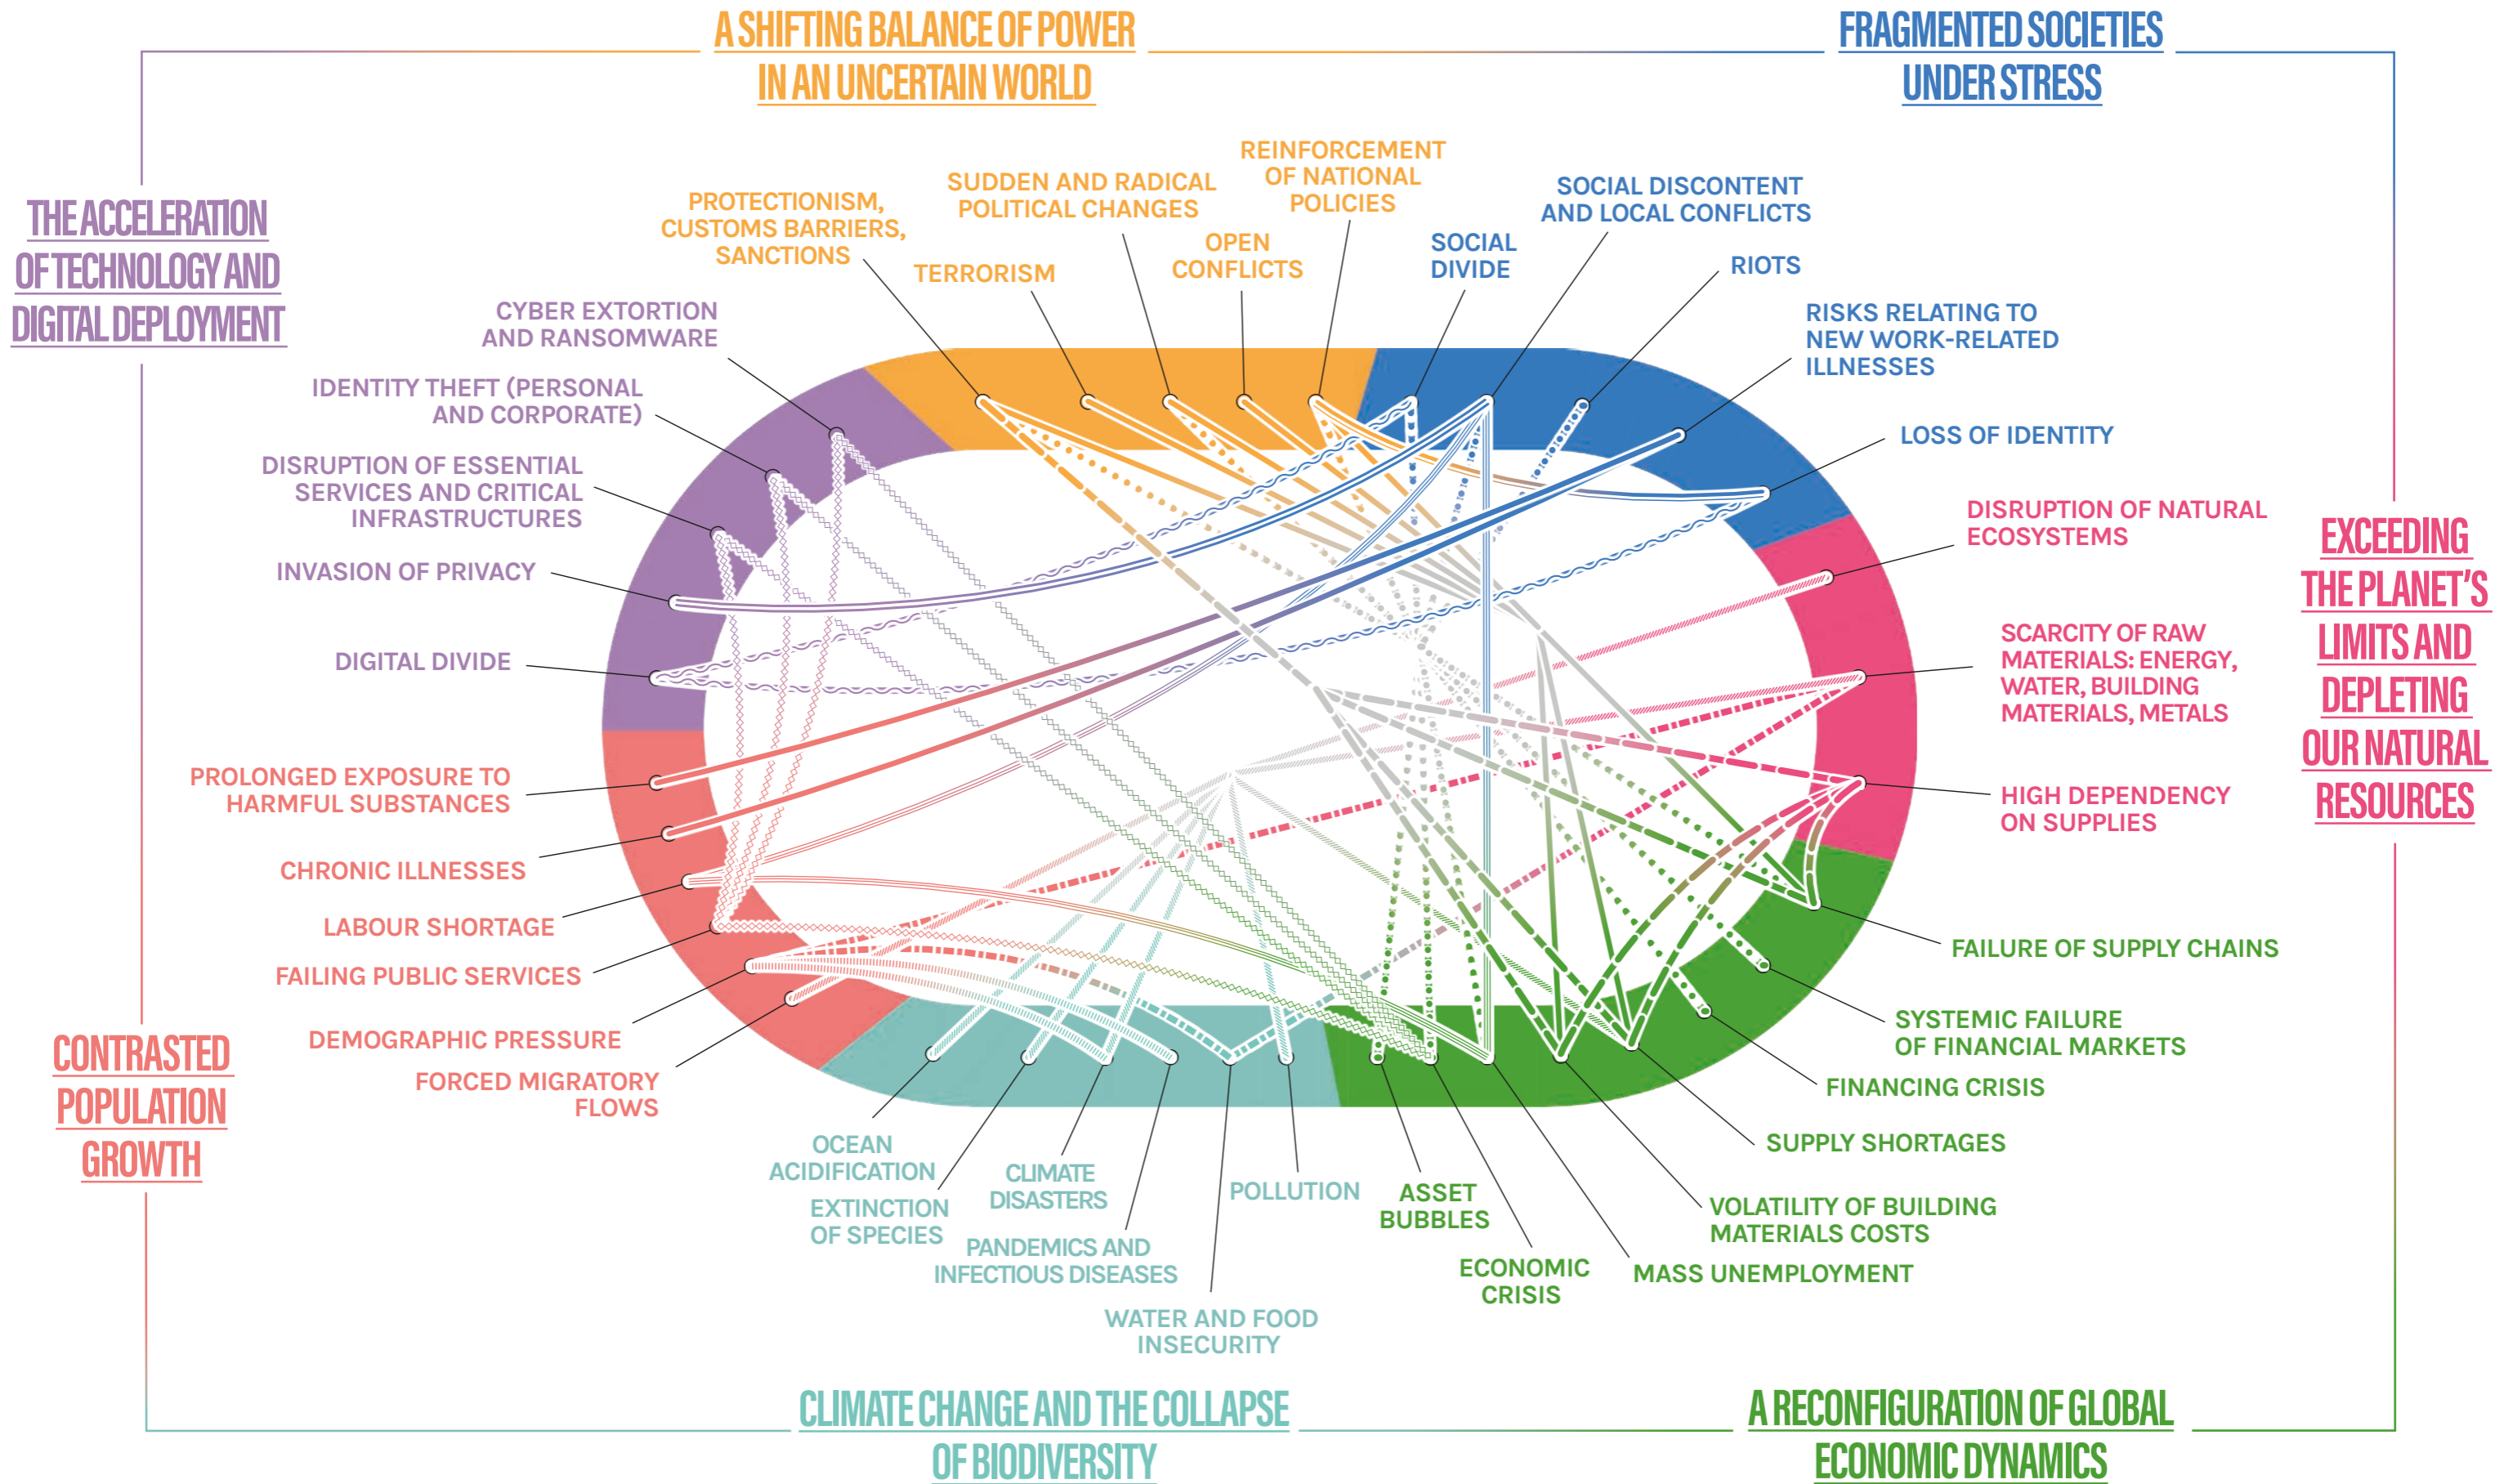 A SHIFTING BALANCE OF POWER
IN AN UNCERTAIN WORLD
FRAGMENTED SOCIETIES
UNDER STRESS
THE ACCELERATION
OF TECHNOLOGY AND
DIGITAL DEPLOYMENT
PROTECTIONISM,
CUSTOMS BARRIERS,
SANCTIONS
TERRORISM
SUDDEN AND RADICAL
POLITICAL CHANGES
OPEN
CONFLICTS
REINFORCEMENT
OF NATIONAL
POLICIES
SOCIAL
DIVIDE
SOCIAL DISCONTENT
AND LOCAL CONFLICTS
RIOTS
RISKS RELATING TO
NEW WORK-RELATED
ILLNESSES
LOSS OF IDENTITY
CYBER EXTORTION
AND RANSOMWARE
IDENTITY THEFT (PERSONAL
AND CORPORATE)
DISRUPTION OF ESSENTIAL
SERVICES AND CRITICAL
INFRASTRUCTURES
INVASION OF PRIVACY
DIGITAL DIVIDE
DISRUPTION OF NATURAL
ECOSYSTEMS
SCARCITY OF RAW
MATERIALS: ENERGY,
WATER, BUILDING
MATERIALS, METALS
HIGH DEPENDENCY
ON SUPPLIES
EXCEEDING
THE PLANET'S
LIMITS AND
DEPLETING
OUR NATURAL
RESOURCES
PROLONGED EXPOSURE TO
HARMFUL SUBSTANCES
CHRONIC ILLNESSES
LABOUR SHORTAGE
FAILING PUBLIC SERVICES
DEMOGRAPHIC PRESSURE
FORCED MIGRATORY
FLOWS
CONTRASTED
POPULATION
GROWTH
FAILURE OF SUPPLY CHAINS
SYSTEMIC FAILURE
OF FINANCIAL MARKETS
FINANCING CRISIS
SUPPLY SHORTAGES
VOLATILITY OF BUILDING
MATERIALS COSTS
MASS UNEMPLOYMENT
ECONOMIC
CRISIS
ASSET
BUBBLES
POLLUTION
WATER AND FOOD
INSECURITY
PANDEMICS AND
INFECTIOUS DISEASES
CLIMATE
DISASTERS
EXTINCTION
OF SPECIES
OCEAN
ACIDIFICATION
CLIMATE CHANGE AND THE COLLAPSE
OF BIODIVERSITY
A RECONFIGURATION OF GLOBAL
ECONOMIC DYNAMICS